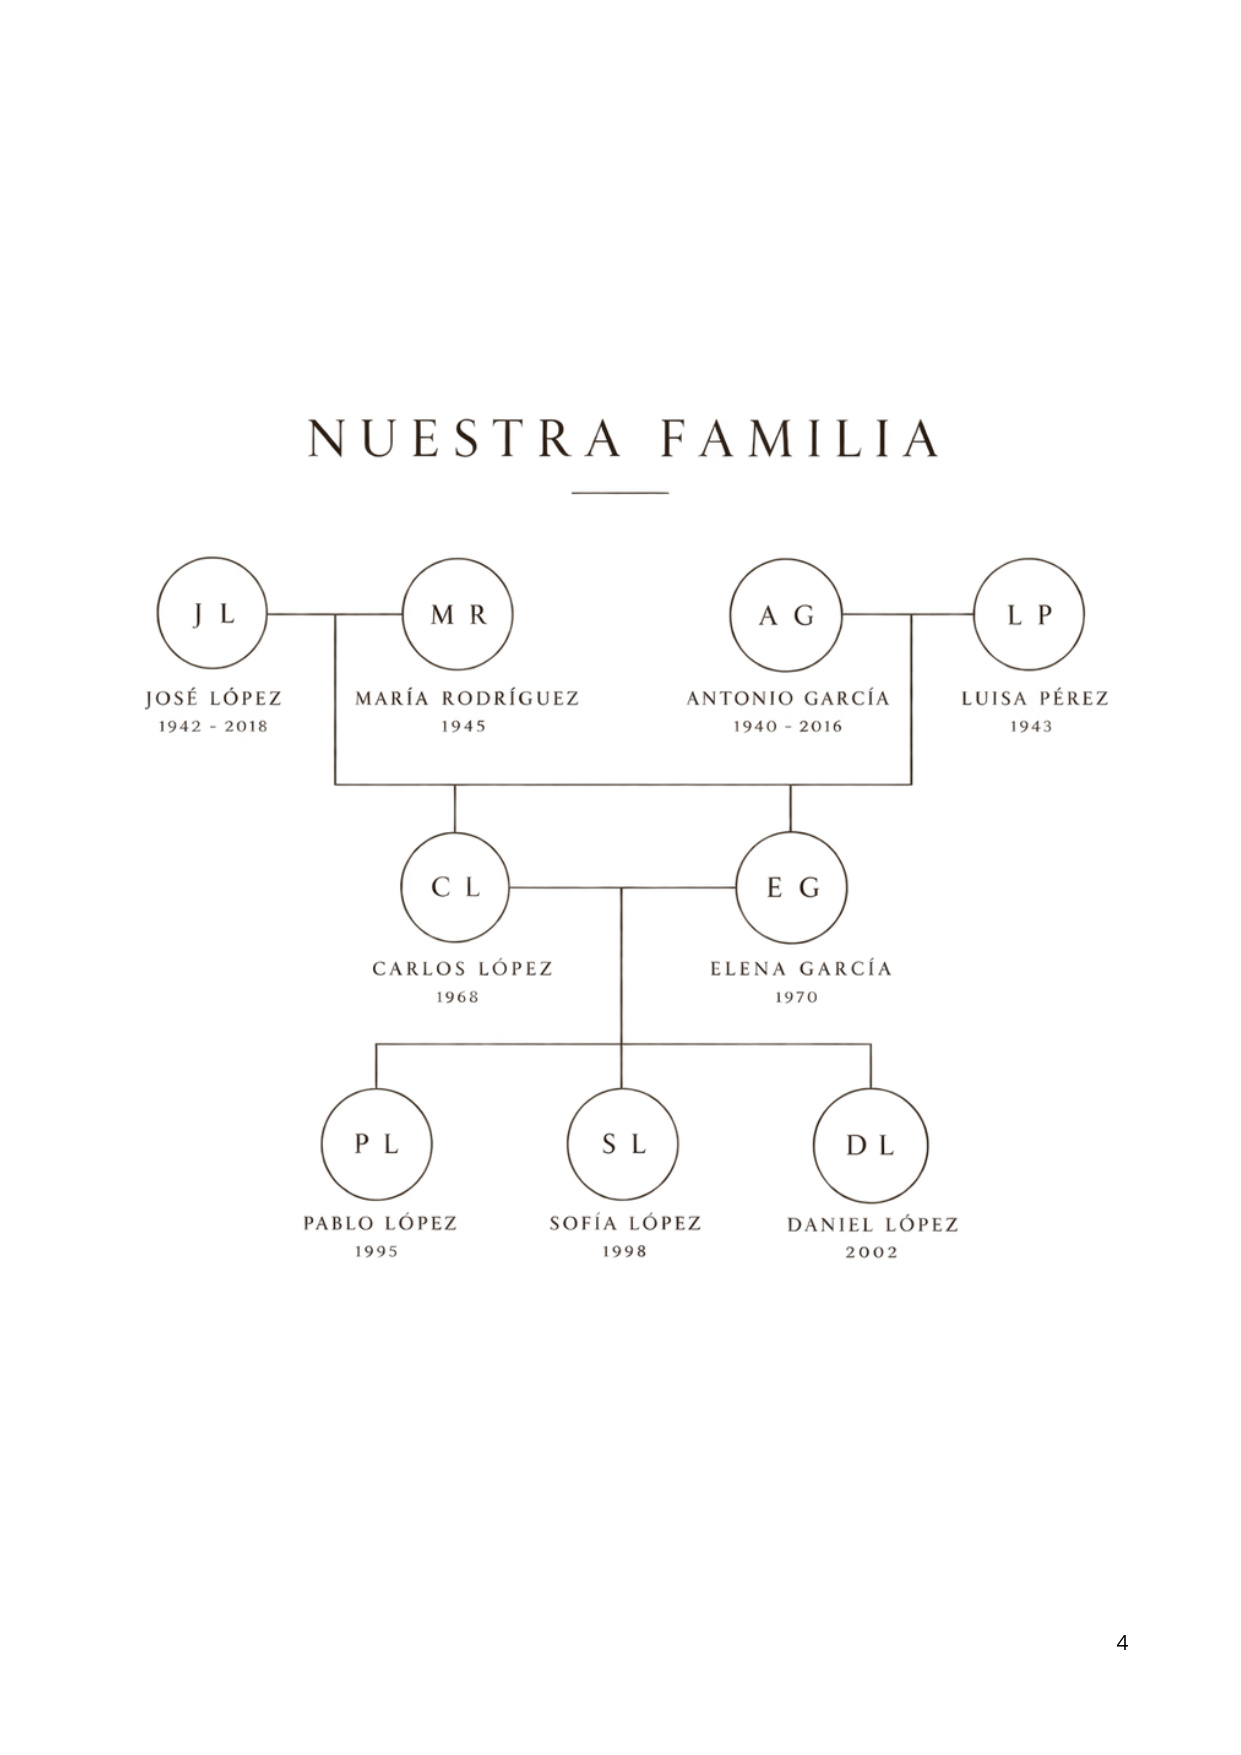 NUESTRA FAMILIA
J L
M R
A G
L P
JOSÉ LÓPEZ
MARÍA RODRÍGUEZ
ANTONIO GARCÍA
LUISA PÉREZ
1942 - 2018
1945
1940 - 2016
1943
C L
E G
CARLOS LÓPEZ
ELENA GARCÍA
1968
1970
P L
S L
D L
PABLO LÓPEZ
SOFÍA LÓPEZ
DANIEL LÓPEZ
1995
1998
2002
4